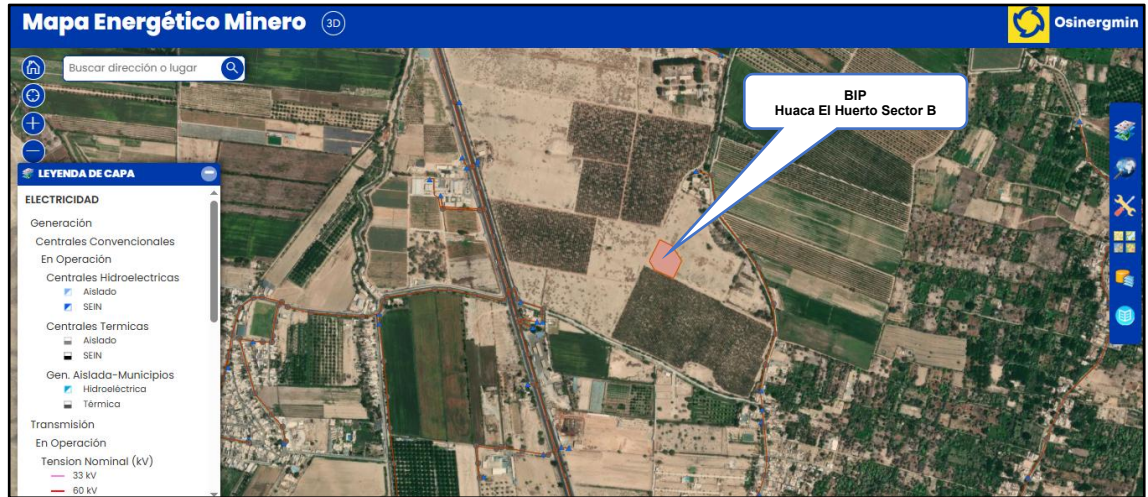 Mapa Energético Minero 3D
Osinergmin
Buscar dirección o lugar
BIP
Huaca El Huerto Sector B
LEYENDA DE CAPA
ELECTRICIDAD
Generación
Centrales Convencionales
En Operación
Centrales Hidroelectricas
Aislado
SEIN
Centrales Termicas
Aislado
SEIN
Gen. Aislada-Municipios
Hidroeléctrica
Térmica
Transmisión
En Operación
Tension Nominal (kV)
33 kV
60 kV